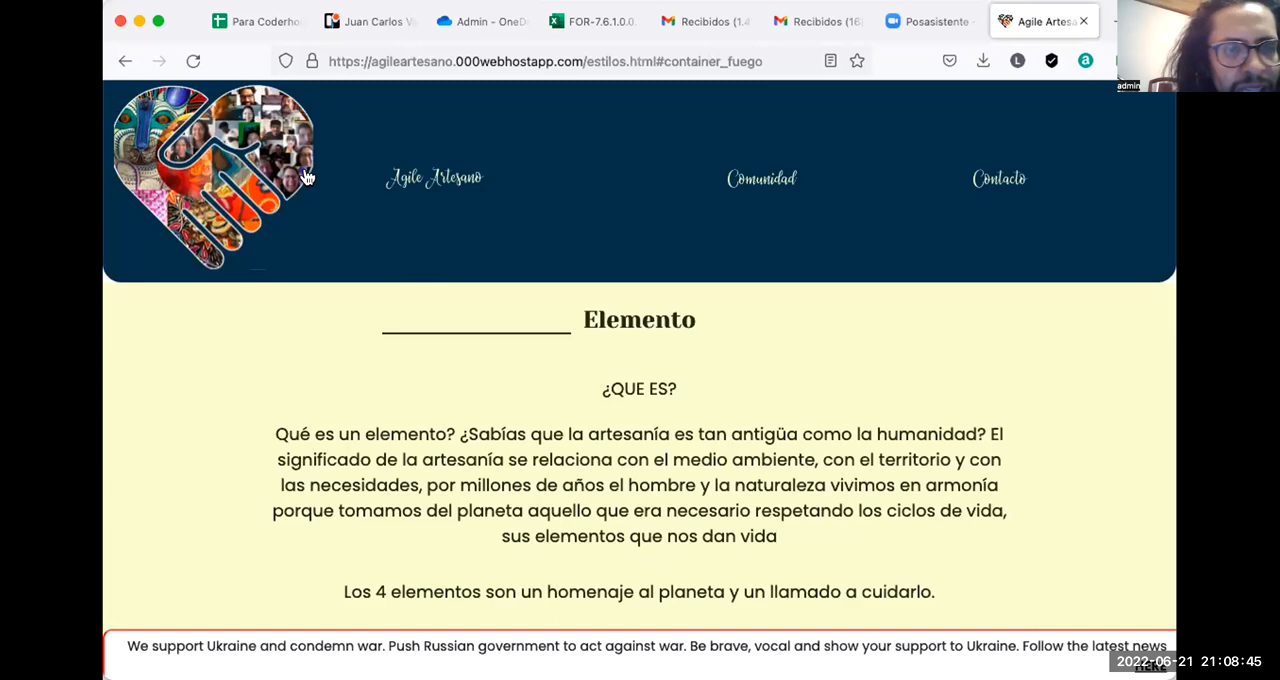 Para Coderho
Juan Carlos V
Admin - OneD
FOR-7.6.1.0.0.
Recibidos (1.4
Recibidos (16
Posasistente -
Agile Artesa
https://agileartesano.000webhostapp.com/estilos.html#container_fuego
admin
Agile Artesano
Comunidad
Contacto
Elemento
¿QUE ES?
Qué es un elemento? ¿Sabías que la artesanía es tan antigüa como la humanidad? El
significado de la artesanía se relaciona con el medio ambiente, con el territorio y con
las necesidades, por millones de años el hombre y la naturaleza vivimos en armonía
porque tomamos del planeta aquello que era necesario respetando los ciclos de vida,
sus elementos que nos dan vida
Los 4 elementos son un homenaje al planeta y un llamado a cuidarlo.
We support Ukraine and condemn war. Push Russian government to act against war. Be brave, vocal and show your support to Ukraine. Follow the latest news
2022-06-21 21:08:45